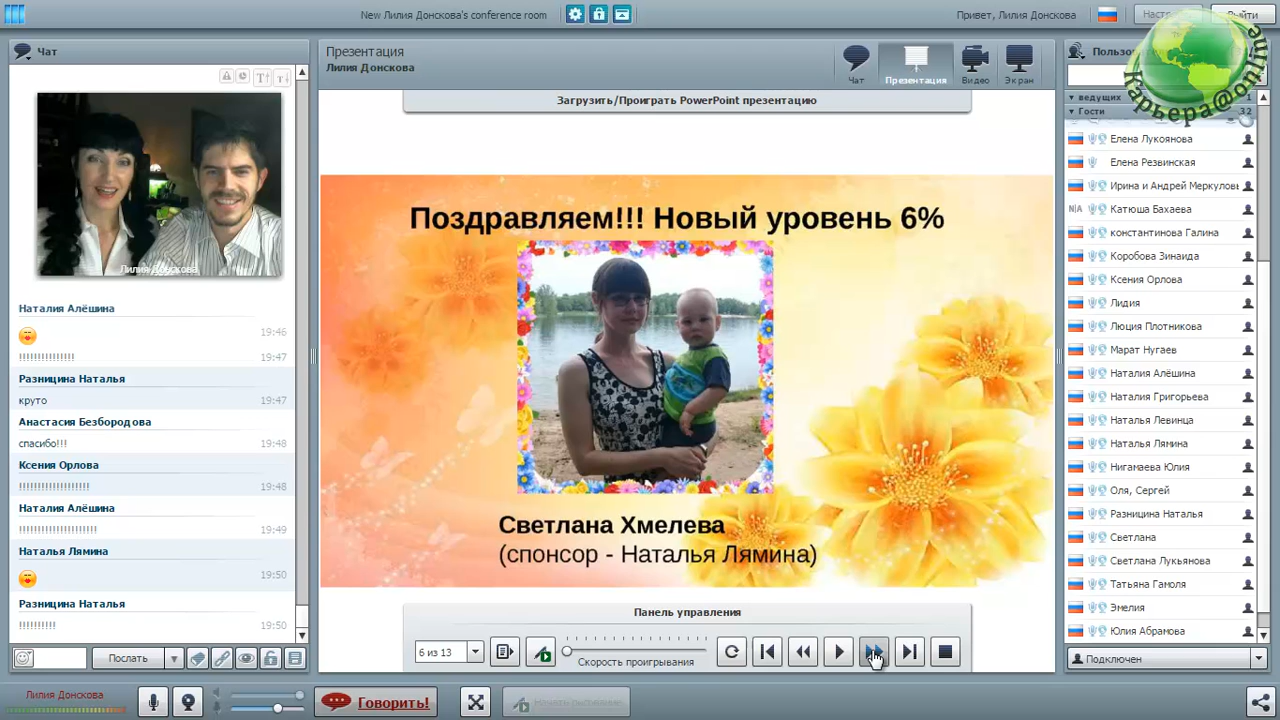 New Лилия Донскова's conference room
Привет, Лилия Донскова
Выйти
Карьера@online
Чат
Лилия Донскова
Наталия Алёшина
19:46
!!!!!!!!!!!!!!!
19:47
Разницина Наталья
круто
19:47
Анастасия Безбородова
спасибо!!!
19:48
Ксения Орлова
!!!!!!!!!!!!!!!!!!!
19:48
Наталия Алёшина
!!!!!!!!!!!!!!!!!!!!!
19:49
Наталья Лямина
19:50
Разницина Наталья
!!!!!!!!!!
19:50
Послать
Презентация
Лилия Донскова
Чат
Презентация
Видео
Экран
Загрузить/Проиграть PowerPoint презентацию
Поздравляем!!! Новый уровень 6%
Светлана Хмелева
(спонсор - Наталья Лямина)
Панель управления
6 из 13
Скорость проигрывания
ведущих 1
Гости 32
Елена Лукоянова
Елена Резвинская
Ирина и Андрей Меркулов
N/A Катюша Бахаева
константинова Галина
Коробова Зинаида
Ксения Орлова
Лидия
Люция Плотникова
Марат Нугаев
Наталия Алёшина
Наталия Григорьева
Наталья Левинца
Наталья Лямина
Нигамаева Юлия
Оля, Сергей
Разницина Наталья
Светлана
Светлана Лукьянова
Татьяна Гамоля
Эмелия
Юлия Абрамова
Подключен
Лилия Донскова
Говорить!